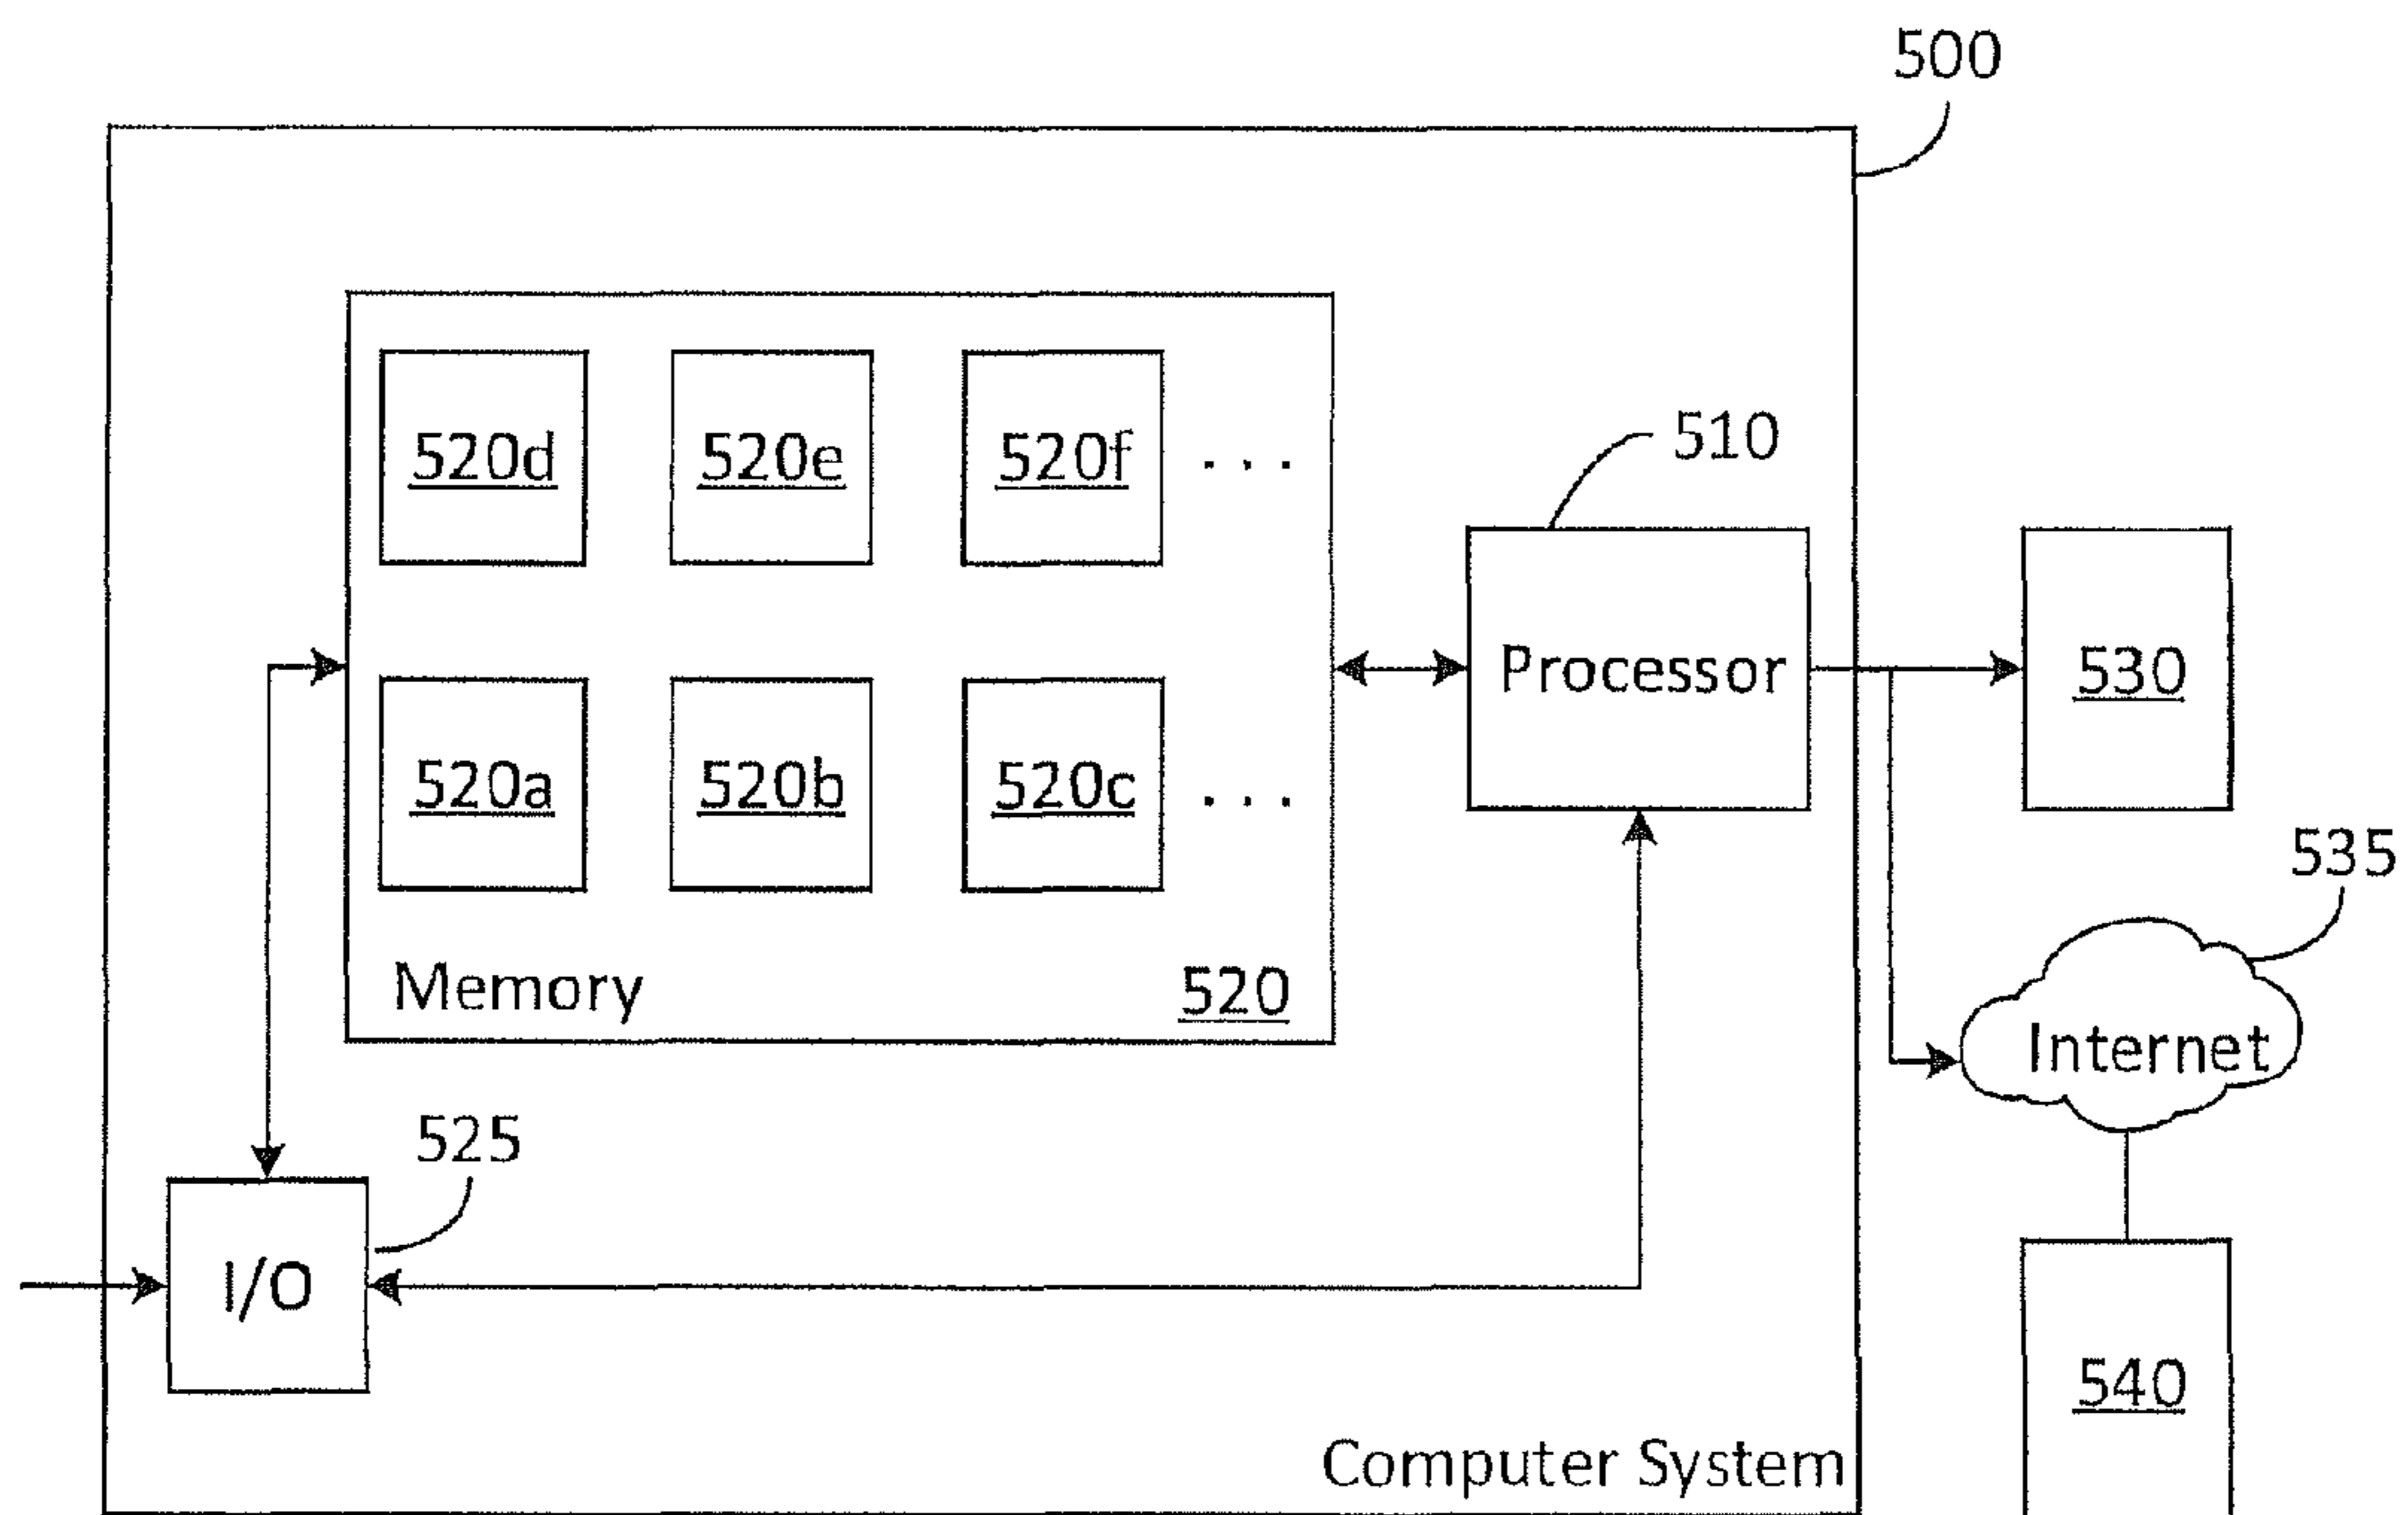 500
520d
520e
520f
. . .
510
Processor
530
520a
520b
520c
. . .
535
Memory
520
Internet
525
I/O
540
Computer System